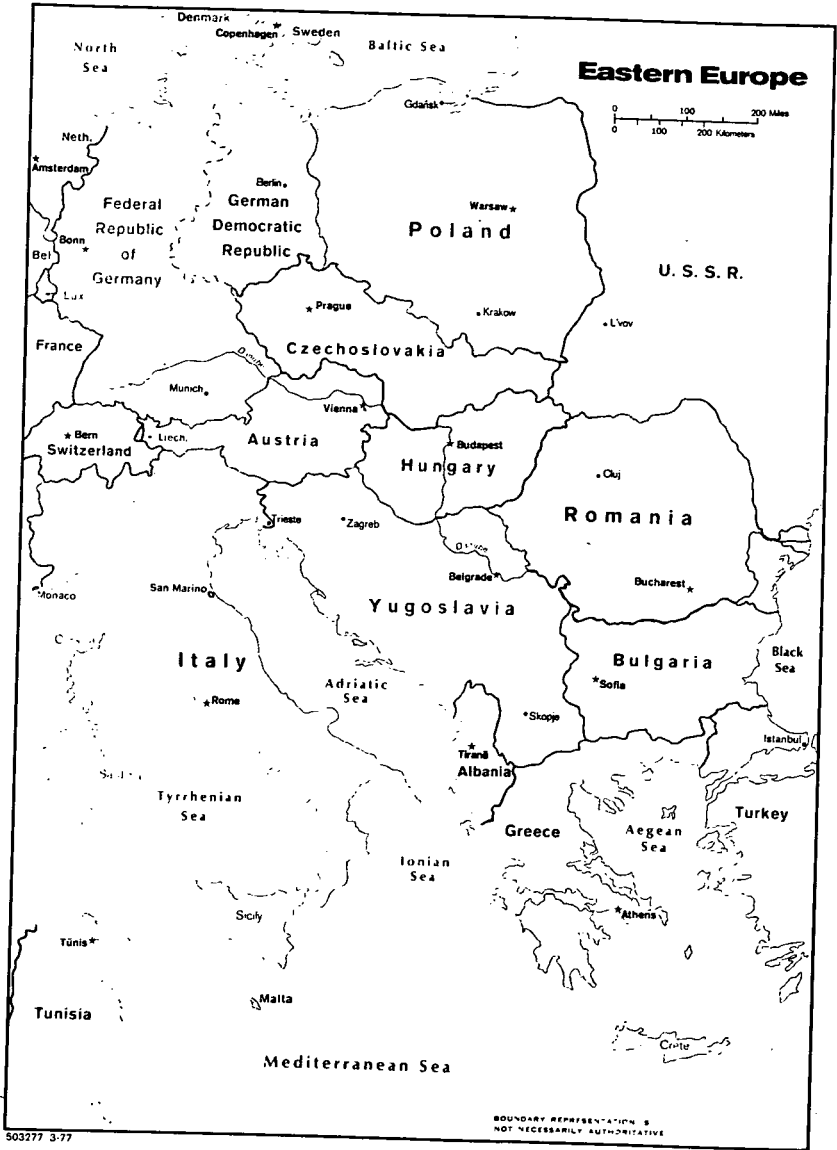 Denmark
Copenhagen
Sweden
Baltic Sea
North
Sea
Eastern Europe
0 100 200 Miles
0 100 200 Kilometers
Gdańsk
Neth.
Amsterdam
Berlin
Federal
Republic
of
Germany
German
Democratic
Republic
Warsaw
Poland
Bonn
Bel
U.S.S.R.
Lux
Prague
Krakow
L'vov
France
Czechoslovakia
Danube
Munich
Vienna
Bern
Switzerland
Liech.
Austria
Budapest
Hungary
Cluj
Romania
Trieste
Zagreb
Danube
Belgrade
Bucharest
Monaco
San Marino
Yugoslavia
Italy
Bulgaria
Black
Sea
Adriatic
Sea
Sofia
Rome
Skopje
Istanbul
Tiranë
Albania
Tyrrhenian
Sea
Greece
Aegean
Sea
Turkey
Ionian
Sea
Sicily
Athens
Tūnis
Malta
Tunisia
Crete
Mediterranean Sea
BOUNDARY REPRESENTATION IS
NOT NECESSARILY AUTHORITATIVE
503277 3-77